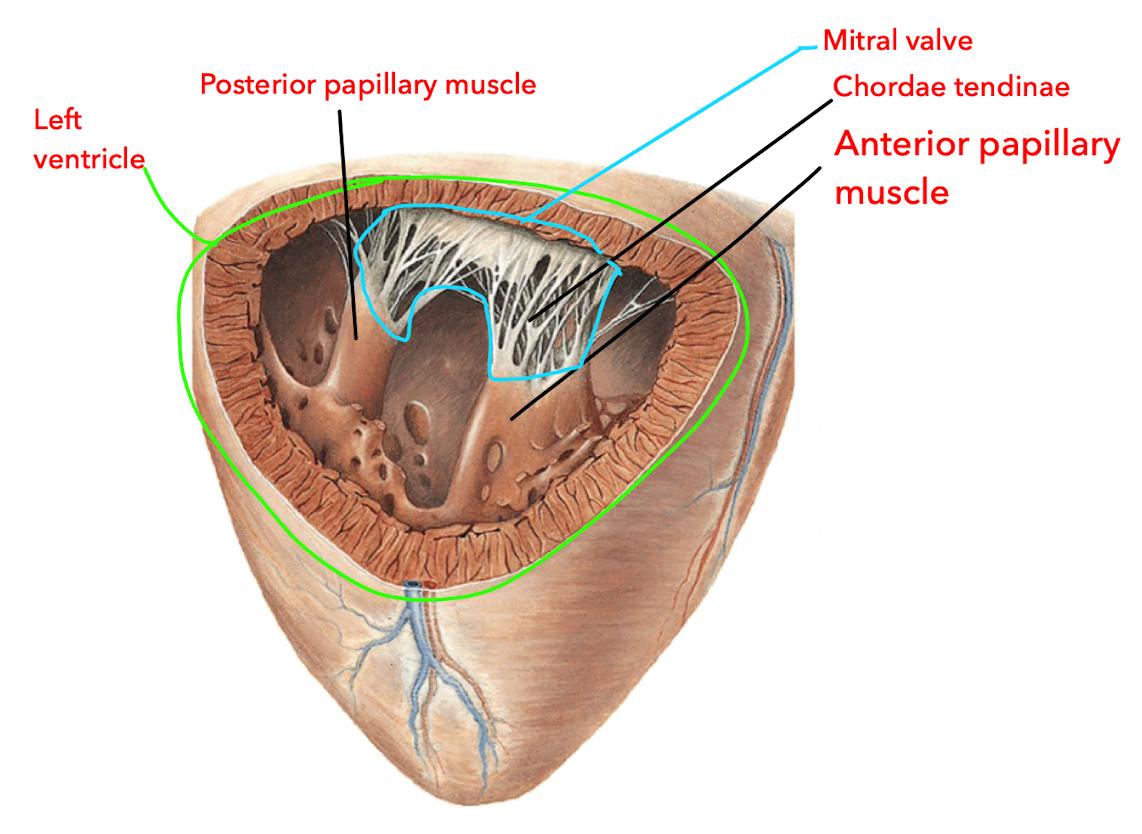 Mitral valve
Posterior papillary muscle
Chordae tendinae
Left
ventricle
Anterior papillary
muscle